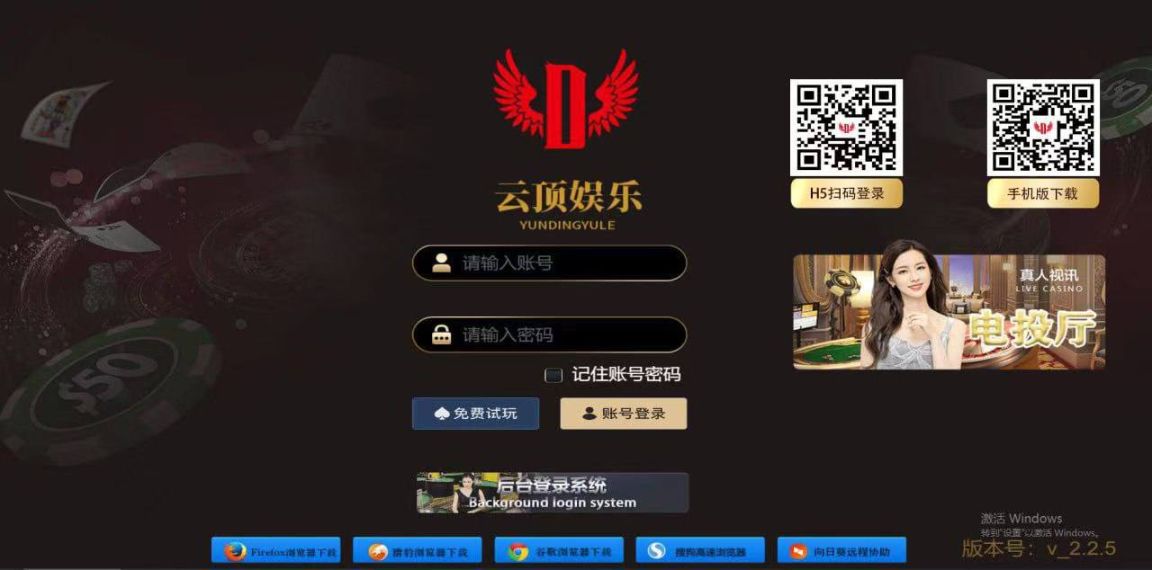 云顶娱乐
YUNDINGYULE
请输入账号
请输入密码
记住账号密码
免费试玩
账号登录
后台登录系统
Background login system
H5扫码登录
手机版下载
真人视讯
LIVE CASINO
电投厅
$50
Firefox浏览器下载
猎豹浏览器下载
谷歌浏览器下载
搜狗高速浏览器
向日葵远程协助
激活 Windows
转到"设置"以激活 Windows。
版本号：v_2.2.5